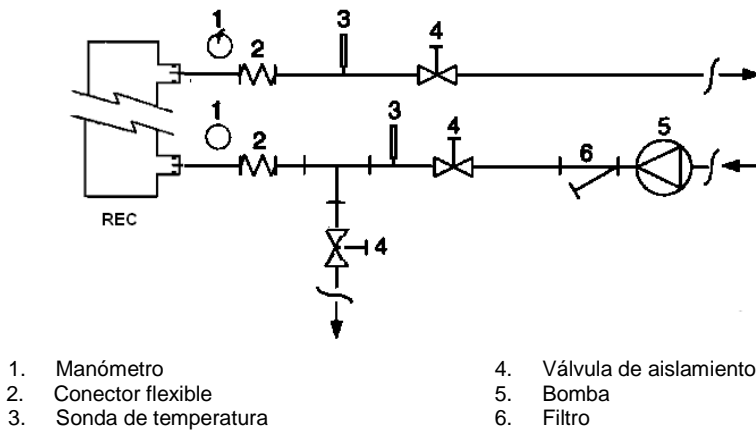 1
2
3
4
1
2
3
4
5
6
REC
4
1. Manómetro
2. Conector flexible
3. Sonda de temperatura
4. Válvula de aislamiento
5. Bomba
6. Filtro